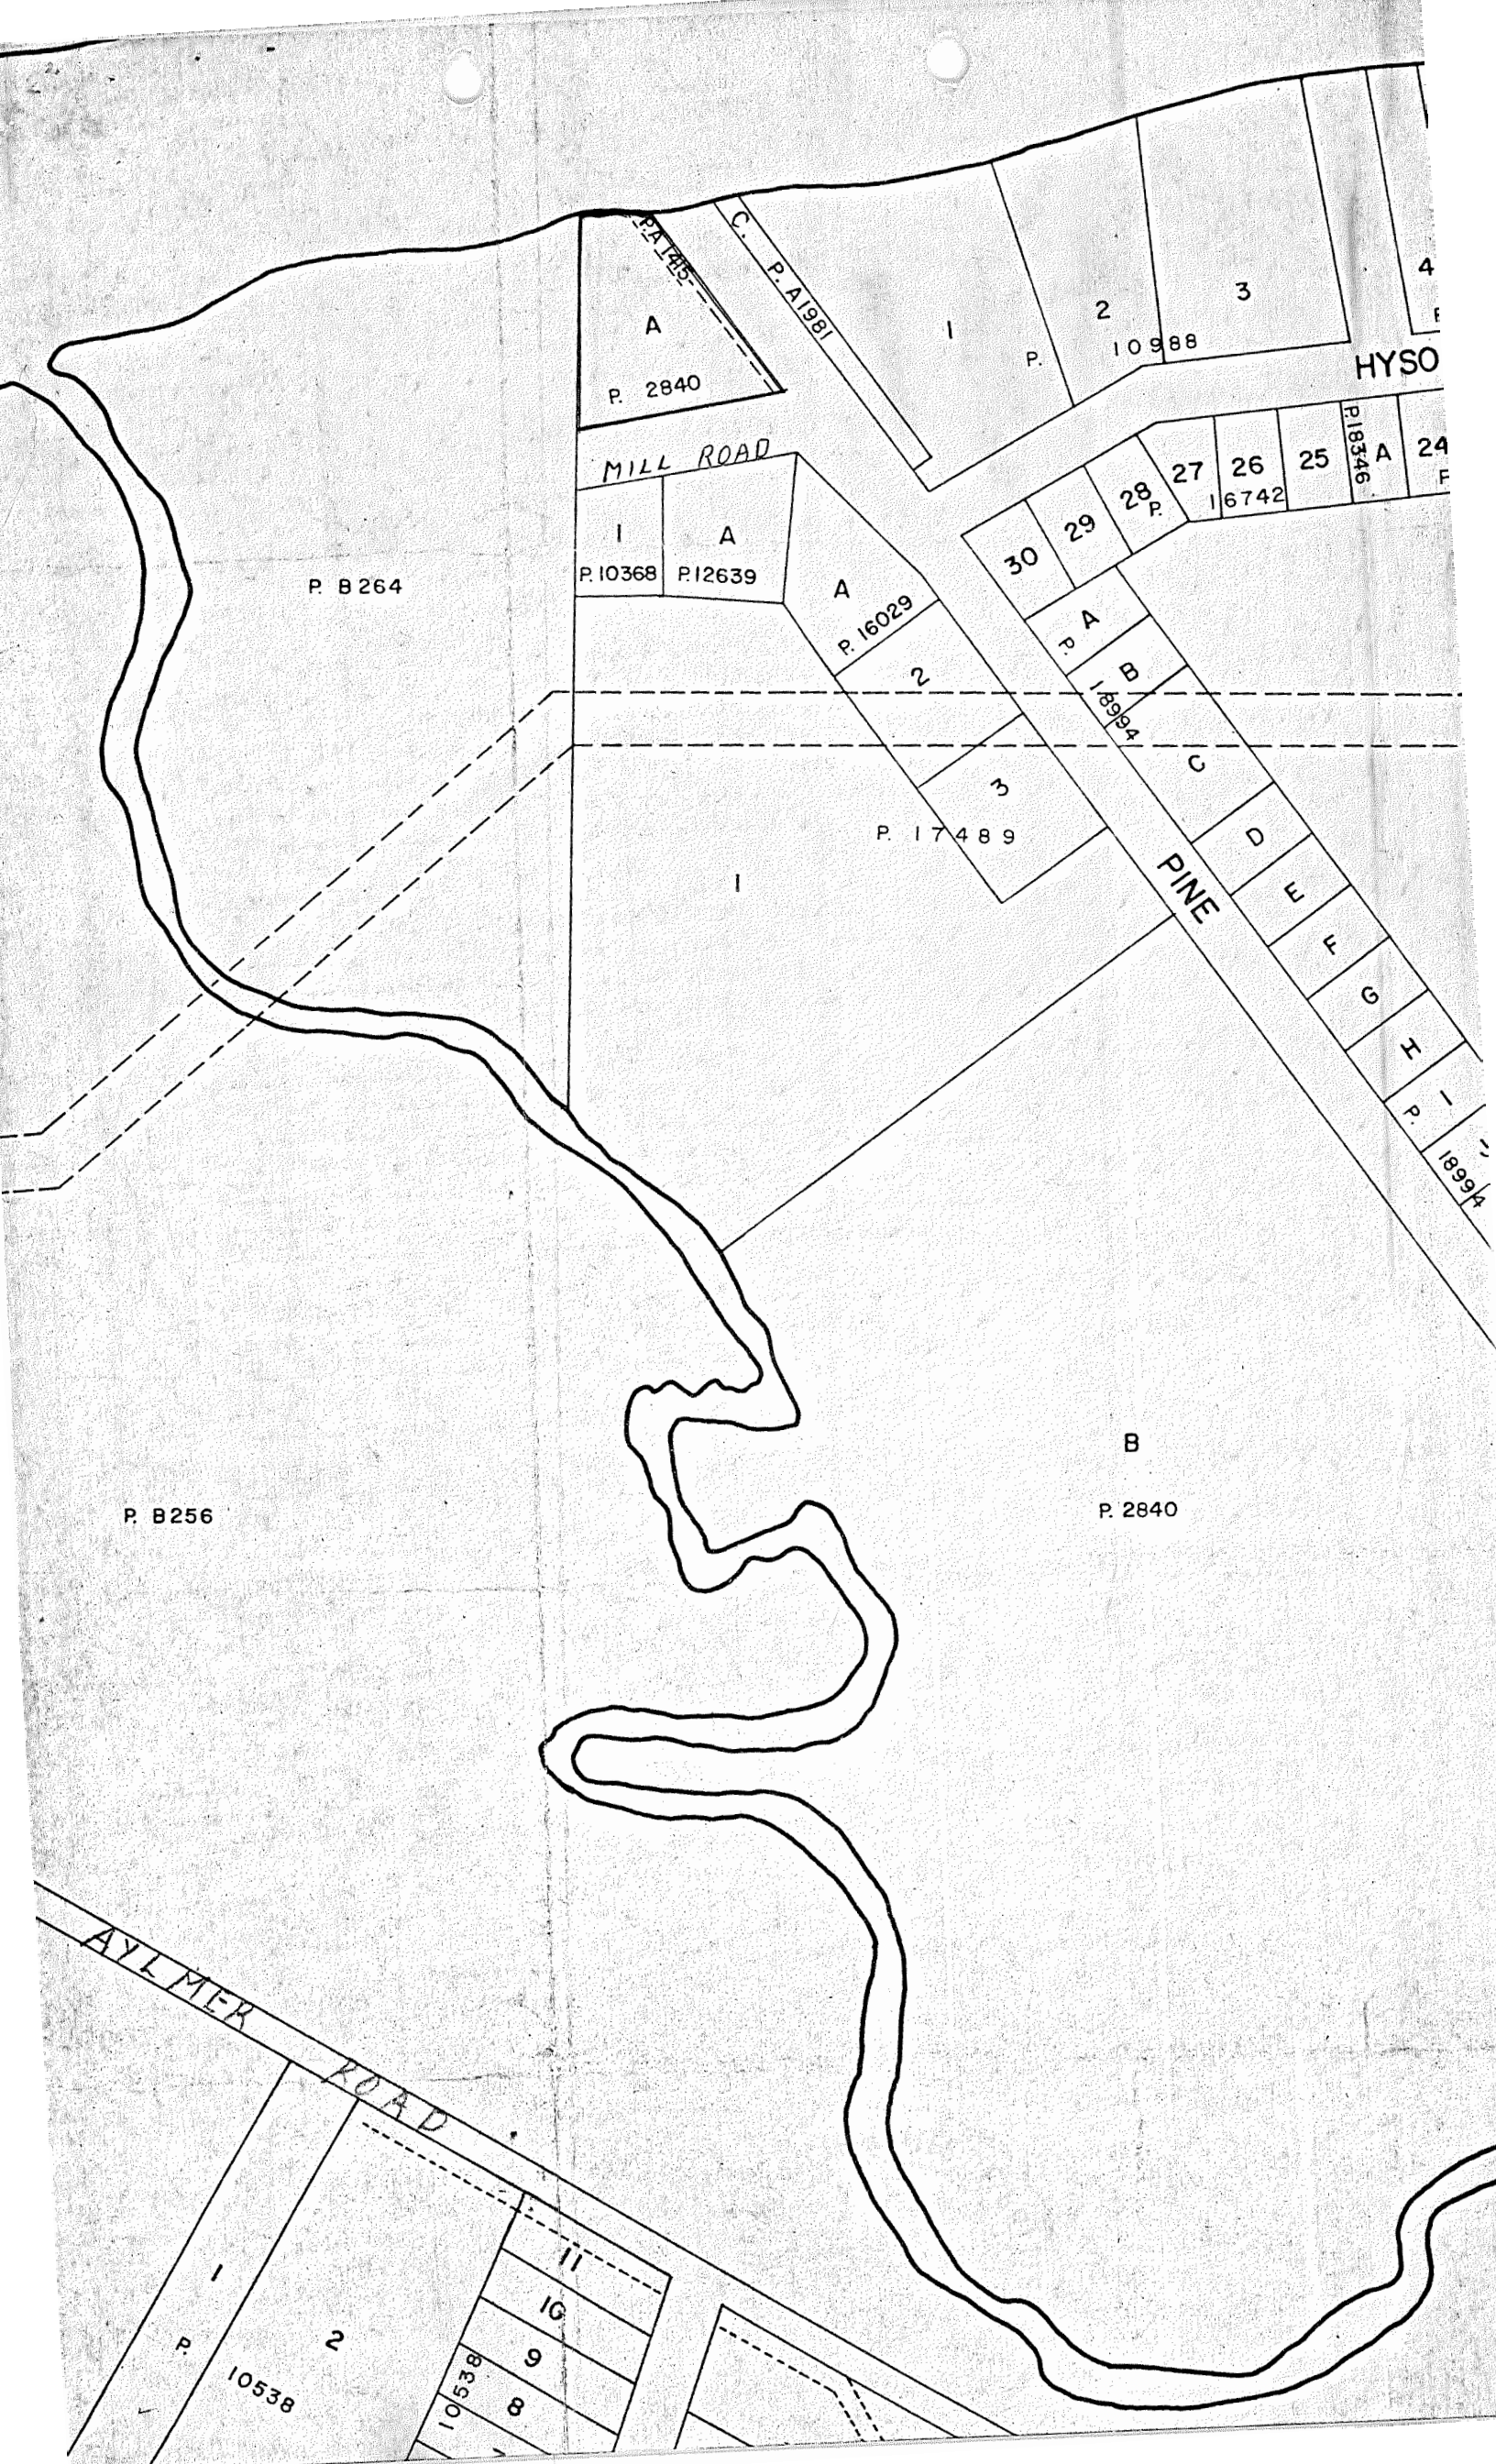 P.A 1415
C.
P. A1981
A
P. 2840
1
2
3
4
P.
10988
HYSO
MILL ROAD
1
P. 10368
A
P. 12639
A
P. 16029
2
3
P. 17489
1
30
29
28
27
26
25
P. 18346
A
24
P.
16742
P. B264
A
P.
B
18994
C
D
E
F
G
H
I
P.
18994
PINE
B
P. 2840
P. B256
AYLMER ROAD
1
P.
2
10538
11
10
9
8
10538